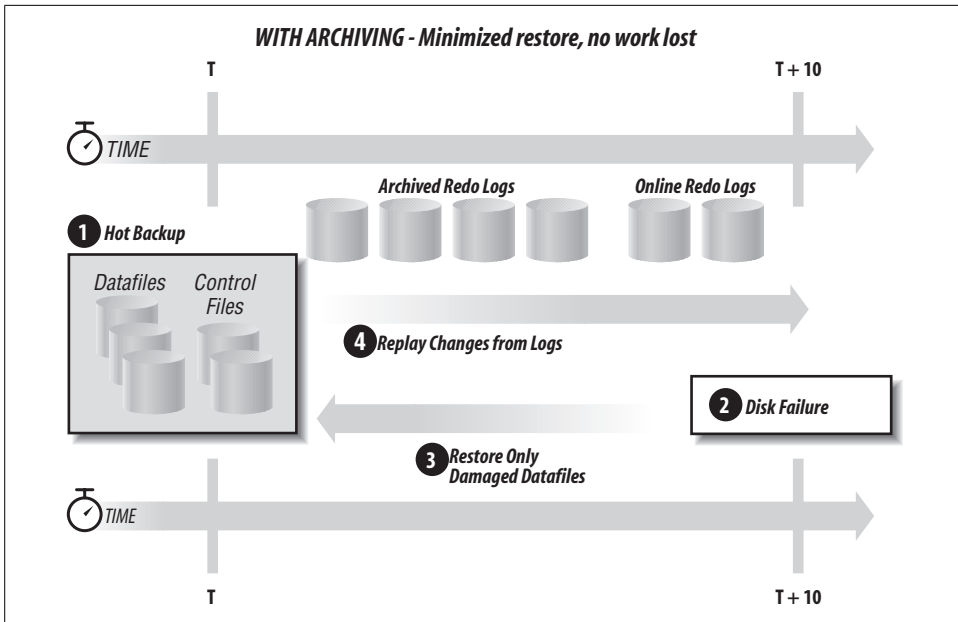 WITH ARCHIVING - Minimized restore, no work lost
T
T + 10
TIME
Archived Redo Logs
Online Redo Logs
1 Hot Backup
Datafiles
Control
Files
4 Replay Changes from Logs
2 Disk Failure
3 Restore Only
Damaged Datafiles
TIME
T
T + 10